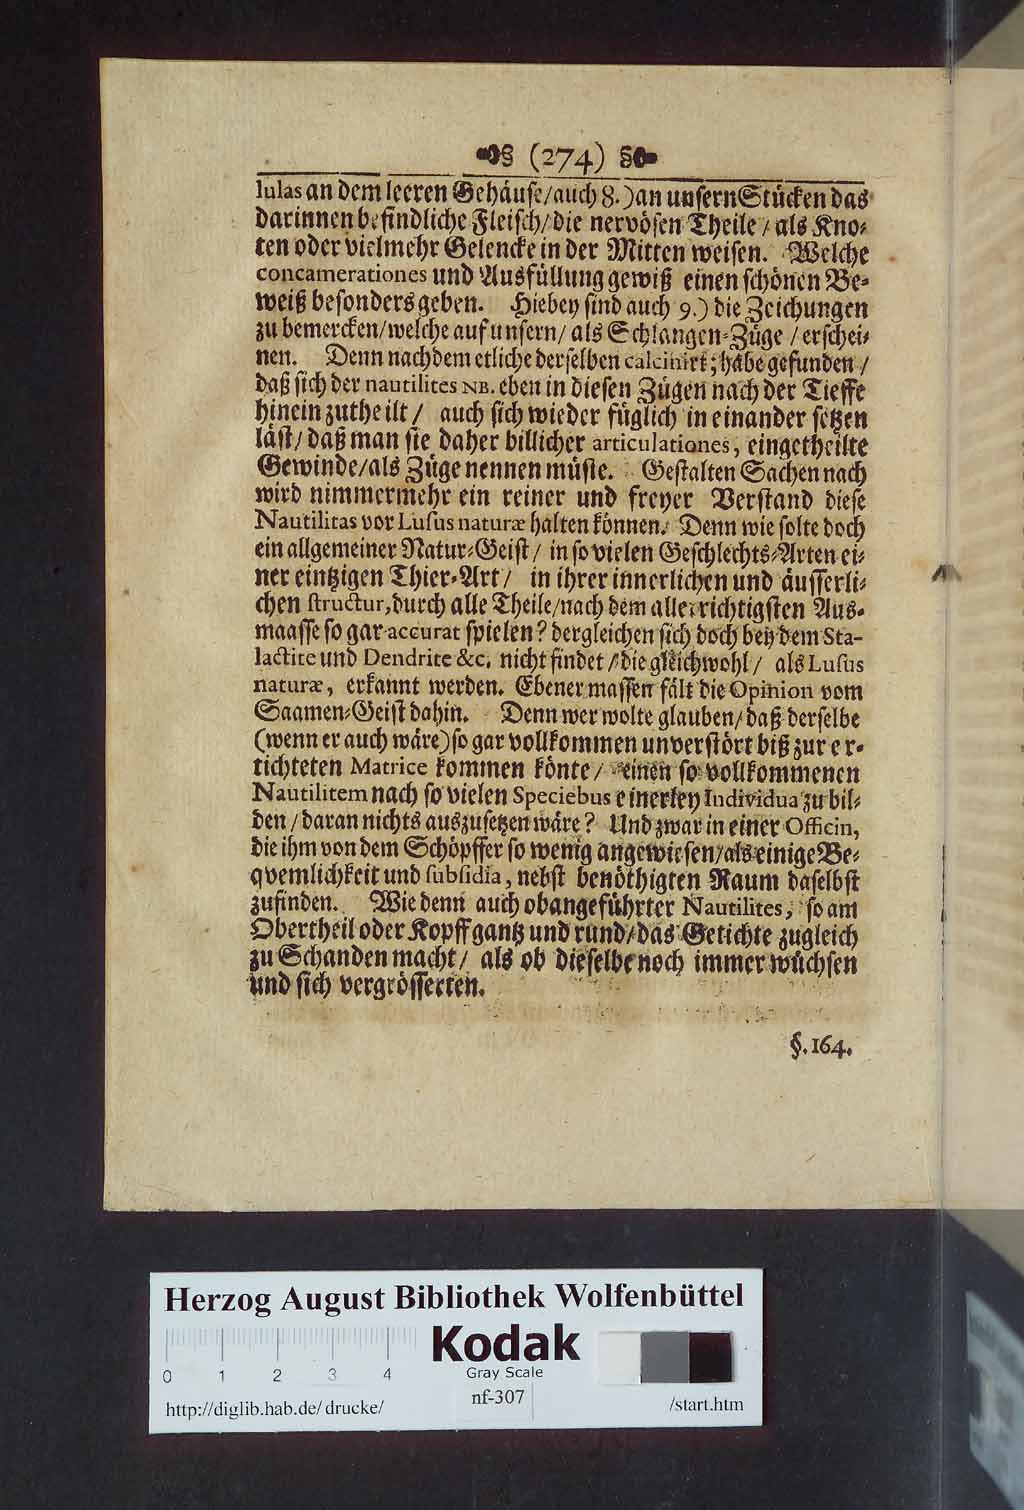 § (274) §
lulas an dem leeren Gehäuse/auch 8.) an unsern Stücken das
darinnen befindliche Fleisch/die nervösen Theile/als Kno⸗
ten oder vielmehr Gelencke in der Mitten weisen. Welche
concamerationes und Ausfüllung gewiß einen schönen Be⸗
weiß besonders geben. Hiebey sind auch 9.) die Zeichungen
zu bemercken/welche auf unsern/als Schlangen⸗Züge/erschei⸗
nen. Denn nachdem etliche derselben calcinirt; habe gefunden/
daß sich der nautilites NB. eben in diesen Zügen nach der Tieffe
hinein zutheilt/ auch sich wieder füglich in einander setzen
läst/daß man sie daher billicher articulationes, eingetheilte
Gewinde/als Züge nennen müste. Gestalten Sachen nach
wird nimmermehr ein reiner und freyer Verstand diese
Nautilitas vor Lusus naturæ halten können. Denn wie solte doch
ein allgemeiner Natur⸗Geist/ in so vielen Geschlechts⸗Arten ei⸗
ner eintzigen Thier⸗Art/ in ihrer innerlichen und äusserli⸗
chen structur, durch alle Theile/nach dem allerrichtigsten Aus⸗
maasse so gar accurat spielen? dergleichen sich doch bey dem Sta-
lactite und Dendrite &c. nicht findet/die gleichwohl/ als Lusus
naturæ, erkannt werden. Ebener massen fält die Opinion vom
Saamen⸗Geist dahin. Denn wer wolte glauben/daß derselbe
(wenn er auch wäre) so gar vollkommen unverstört biß zur er⸗
tichteten Matrice kommen könte/ einen so vollkommenen
Nautilitem nach so vielen Speciebus einerley Individua zu bil⸗
den/daran nichts auszusetzen wäre? Und zwar in einer Officin,
die ihm von dem Schöpffer so wenig angewiesen/als einige Be⸗
qvemlichkeit und subsidia, nebst benöthigten Raum daselbst
zufinden. Wie denn auch obangeführter Nautilites, so am
Obertheil oder Kopff gantz und rund/das Getichte zugleich
zu Schanden macht/ als ob dieselbe noch immer wüchsen
und sich vergrösserten.
§. 164.
Herzog August Bibliothek Wolfenbüttel
Kodak
Gray Scale
0 1 2 3 4
nf-307
http://diglib.hab.de/drucke/ /start.htm